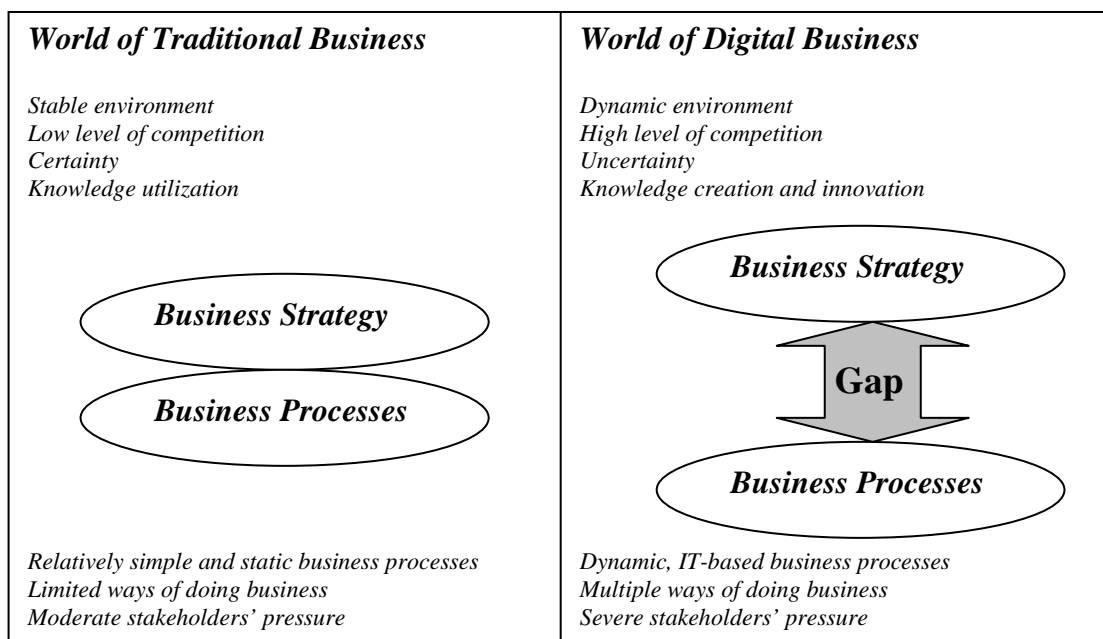 World of Traditional Business
Stable environment
Low level of competition
Certainty
Knowledge utilization
Business Strategy
Business Processes
Relatively simple and static business processes
Limited ways of doing business
Moderate stakeholders’ pressure
World of Digital Business
Dynamic environment
High level of competition
Uncertainty
Knowledge creation and innovation
Business Strategy
Gap
Business Processes
Dynamic, IT-based business processes
Multiple ways of doing business
Severe stakeholders’ pressure